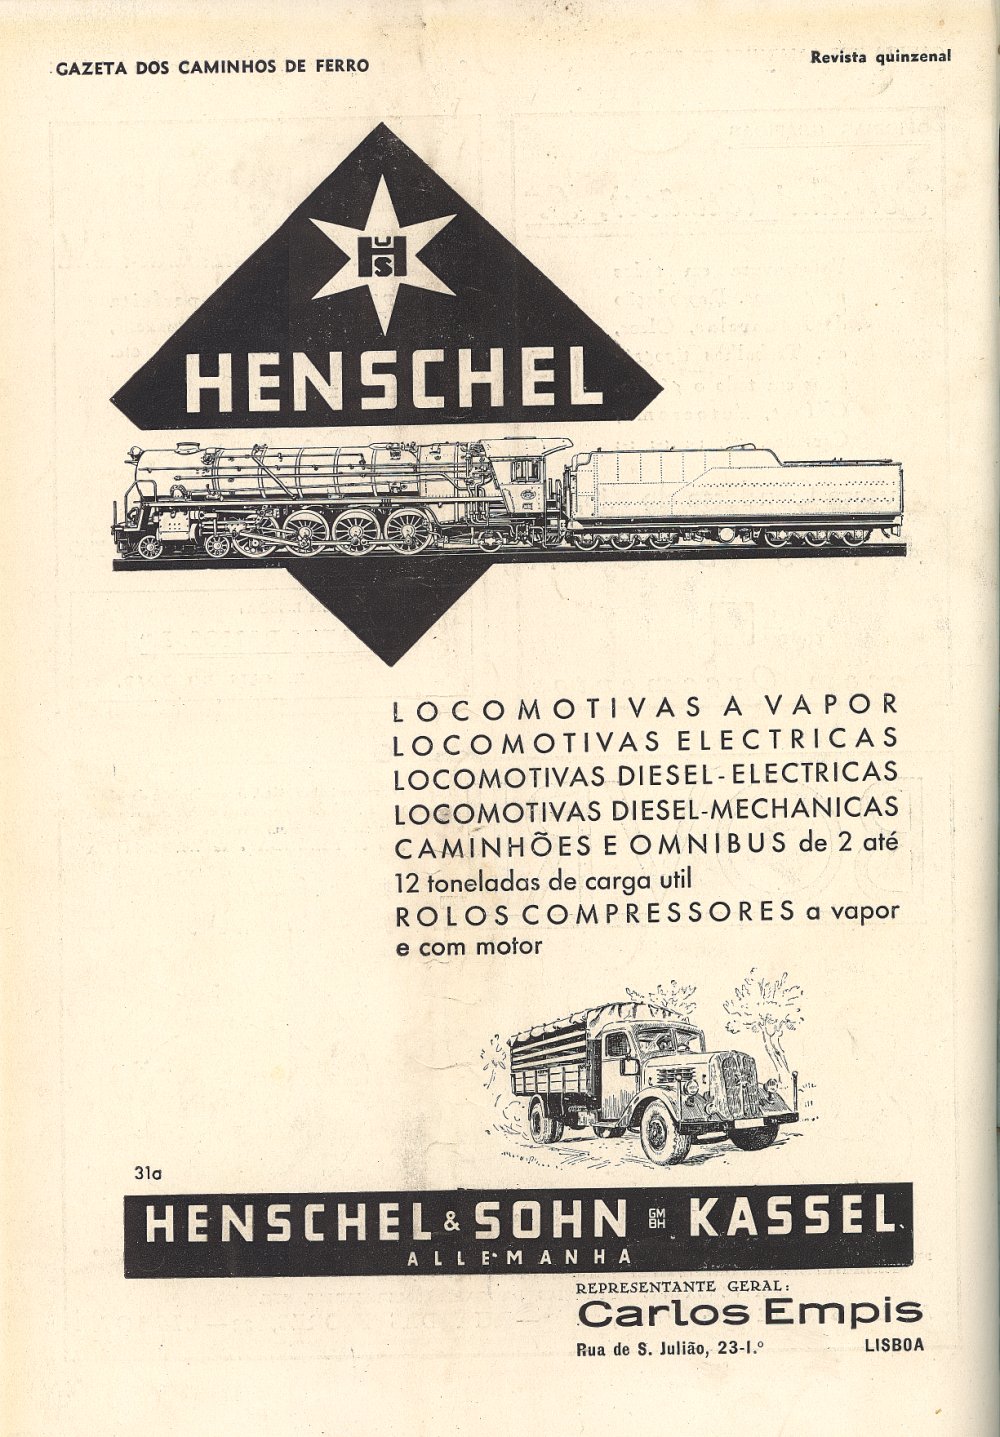 GAZETA DOS CAMINHOS DE FERRO
Revista quinzenal
HUS
HENSCHEL
LOCOMOTIVAS A VAPOR
LOCOMOTIVAS ELECTRICAS
LOCOMOTIVAS DIESEL-ELECTRICAS
LOCOMOTIVAS DIESEL-MECHANICAS
CAMINHÕES E OMNIBUS de 2 até
12 toneladas de carga util
ROLOS COMPRESSORES a vapor
e com motor
31a
HENSCHEL & SOHN GMBH KASSEL
ALLEMANHA
REPRESENTANTE GERAL:
Carlos Empis
Rua de S. Julião, 23-1.º LISBOA